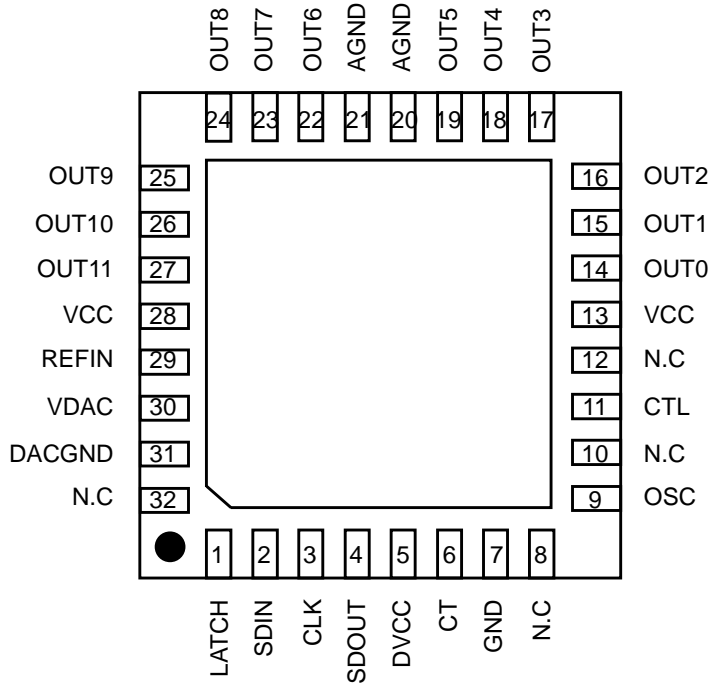 OUT8 OUT7 OUT6 AGND AGND OUT5 OUT4 OUT3
24 23 22 21 20 19 18 17
OUT9 25 16 OUT2
OUT10 26 15 OUT1
OUT11 27 14 OUT0
VCC 28 13 VCC
REFIN 29 12 N.C
VDAC 30 11 CTL
DACGND 31 10 N.C
N.C 32 9 OSC
1 2 3 4 5 6 7 8
LATCH SDIN CLK SDOUT DVCC CT GND N.C